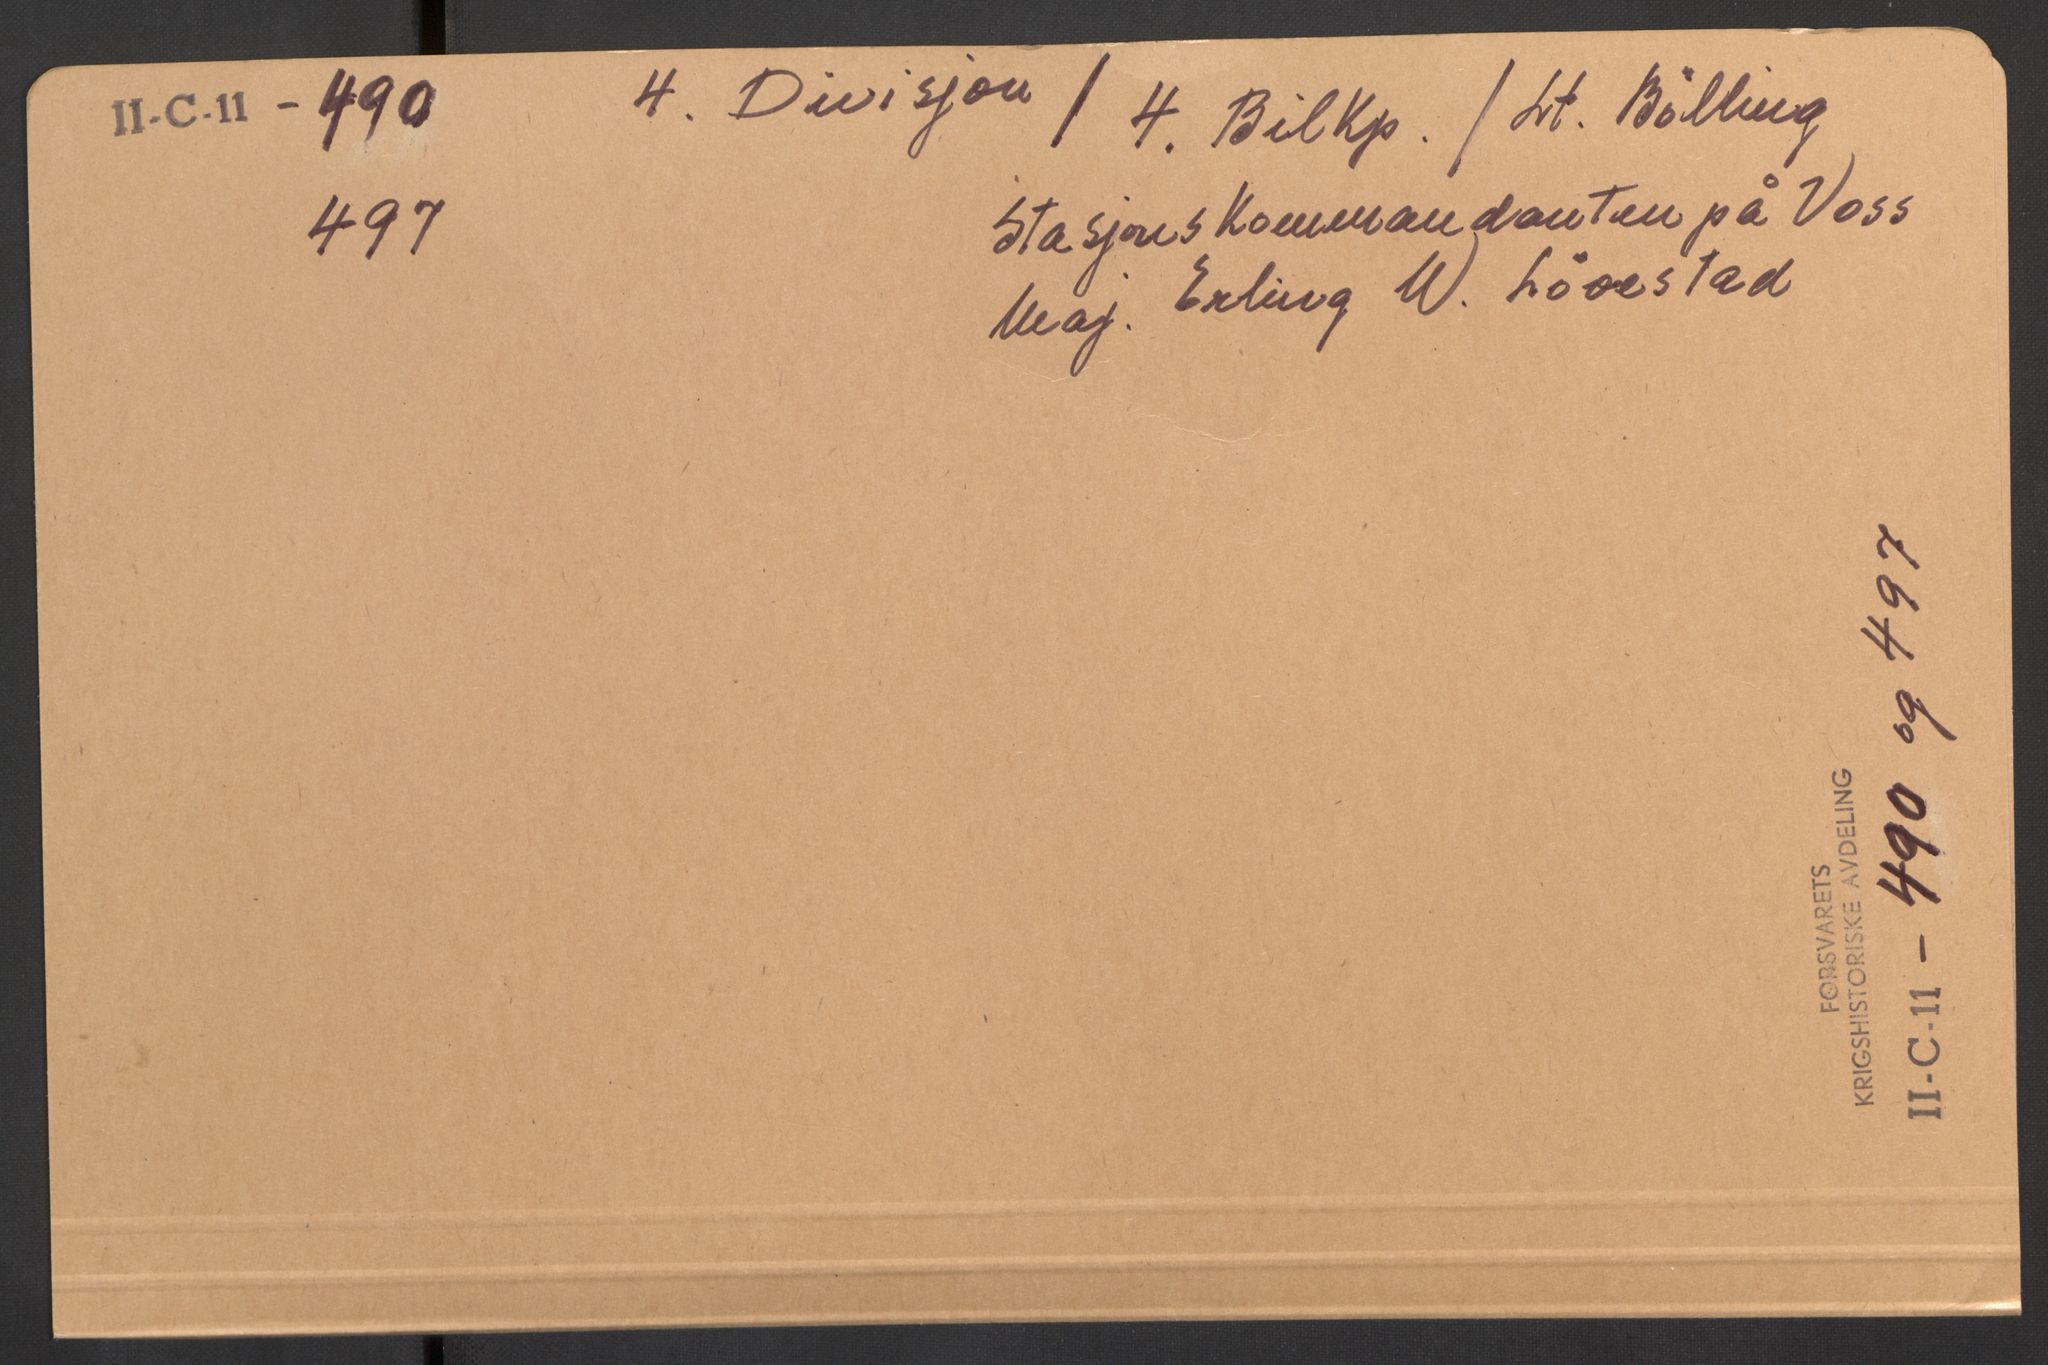 II-C-11 - 490 4. Divisjon / 4. BilKp. / Lt. Bölling
497 Stasjonskommandanten på Voss
Maj. Erling W. Lövestad
FORSVARETS
KRIGSHISTORISKE AVDELING
II-C-11 - 490 og 497